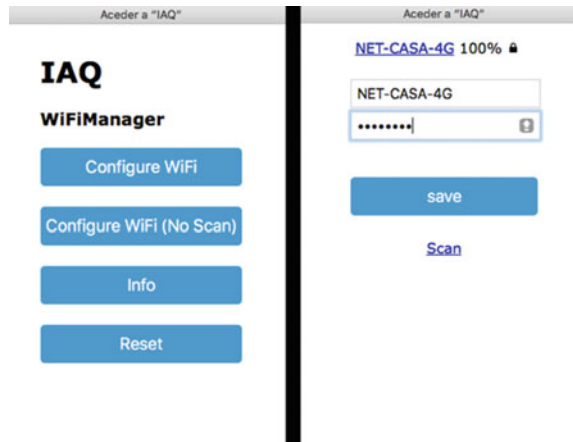 Aceder a "IAQ"
IAQ
WiFiManager
Configure WiFi
Configure WiFi (No Scan)
Info
Reset
Aceder a "IAQ"
NET-CASA-4G 100%
NET-CASA-4G
••••••••
save
Scan